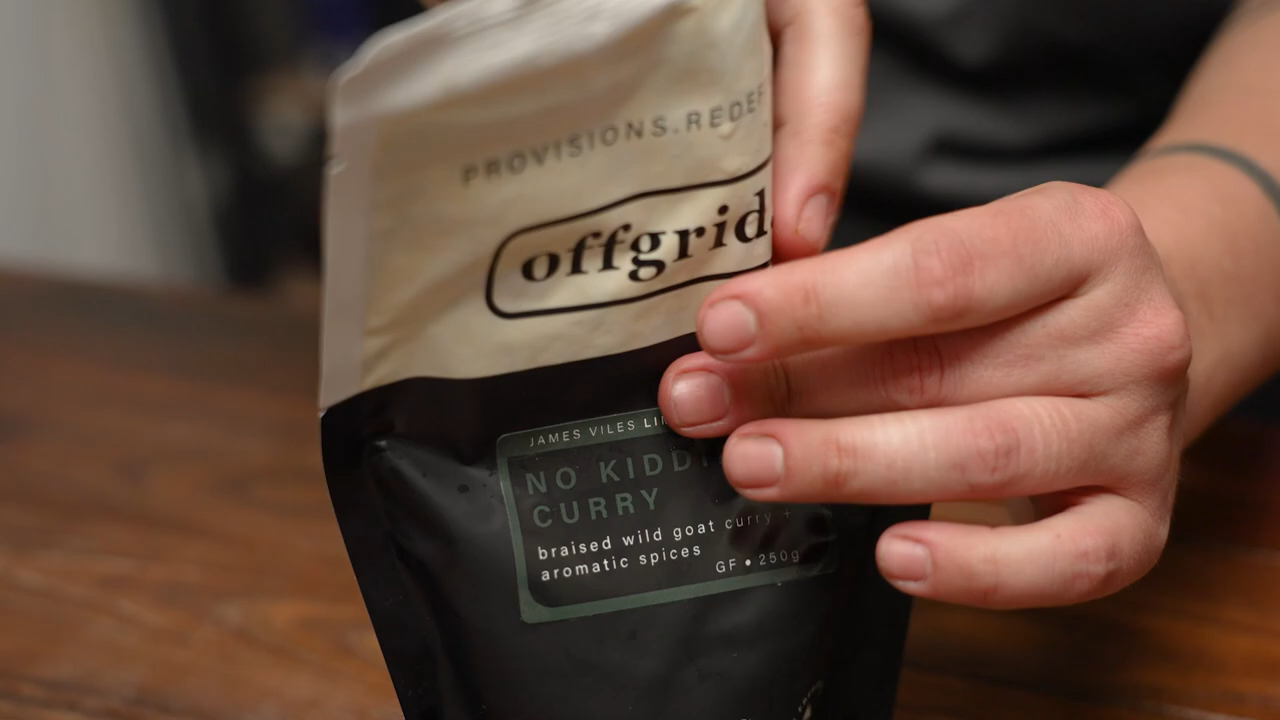 PROVISIONS.REDEF
offgrid
JAMES VILES LI
NO KIDDI
CURRY
braised wild goat curry +
aromatic spices
GF • 250g